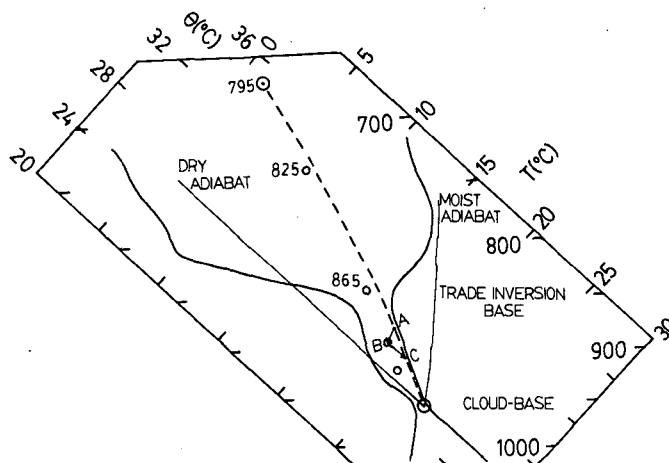 θ(°C)
36
0
32
5
28
795
10
700
24
15
20
DRY
ADIABAT
825
T(°C)
MOIST
ADIABAT
20
800
865
25
TRADE INVERSION
BASE
A
30
B
C
900
CLOUD-BASE
1000